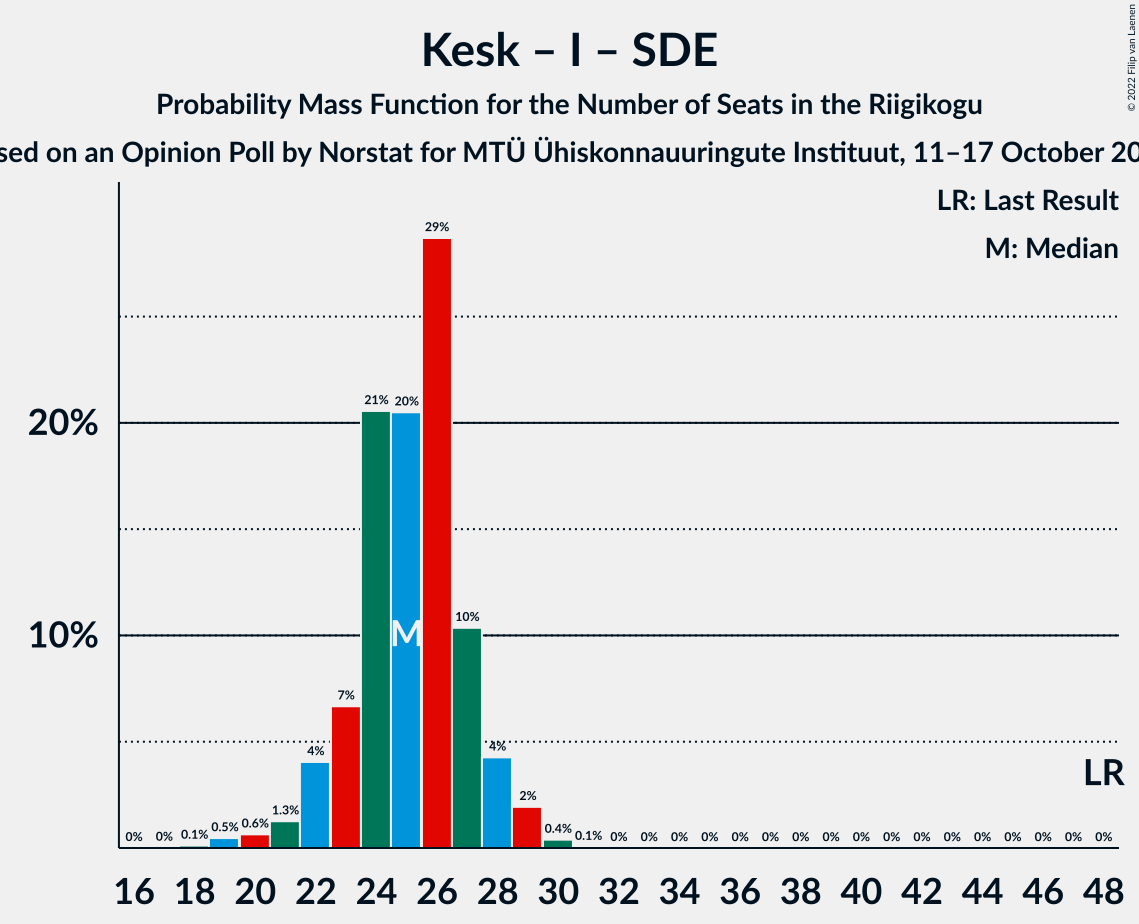 Kesk – I – SDE
Probability Mass Function for the Number of Seats in the Riigikogu
sed on an Opinion Poll by Norstat for MTÜ Ühiskonnauuringute Instituut, 11–17 October 20
© 2022 Filip van Laenen
LR: Last Result
M: Median
20%
10%
0% 0% 0.1% 0.5% 0.6% 1.3% 4% 7% 21% 20% 29% 10% 4% 2% 0.4% 0.1% 0% 0% 0% 0% 0% 0% 0% 0% 0% 0% 0% 0% 0% 0% 0% 0% 0%
M
LR
16 18 20 22 24 26 28 30 32 34 36 38 40 42 44 46 48